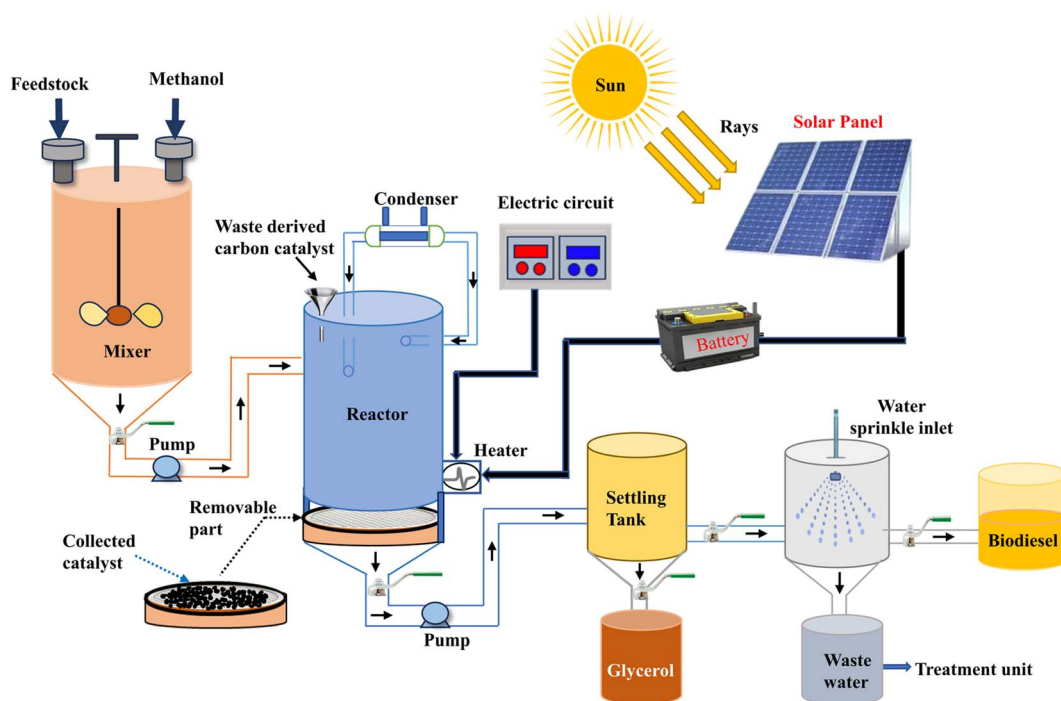 Feedstock
Methanol
Sun
Rays
Solar Panel
Condenser
Electric circuit
Waste derived
carbon catalyst
Battery
Mixer
Reactor
Water
sprinkle inlet
Pump
Heater
Settling
Tank
Removable
part
Biodiesel
Collected
catalyst
Pump
Glycerol
Waste
water
Treatment unit